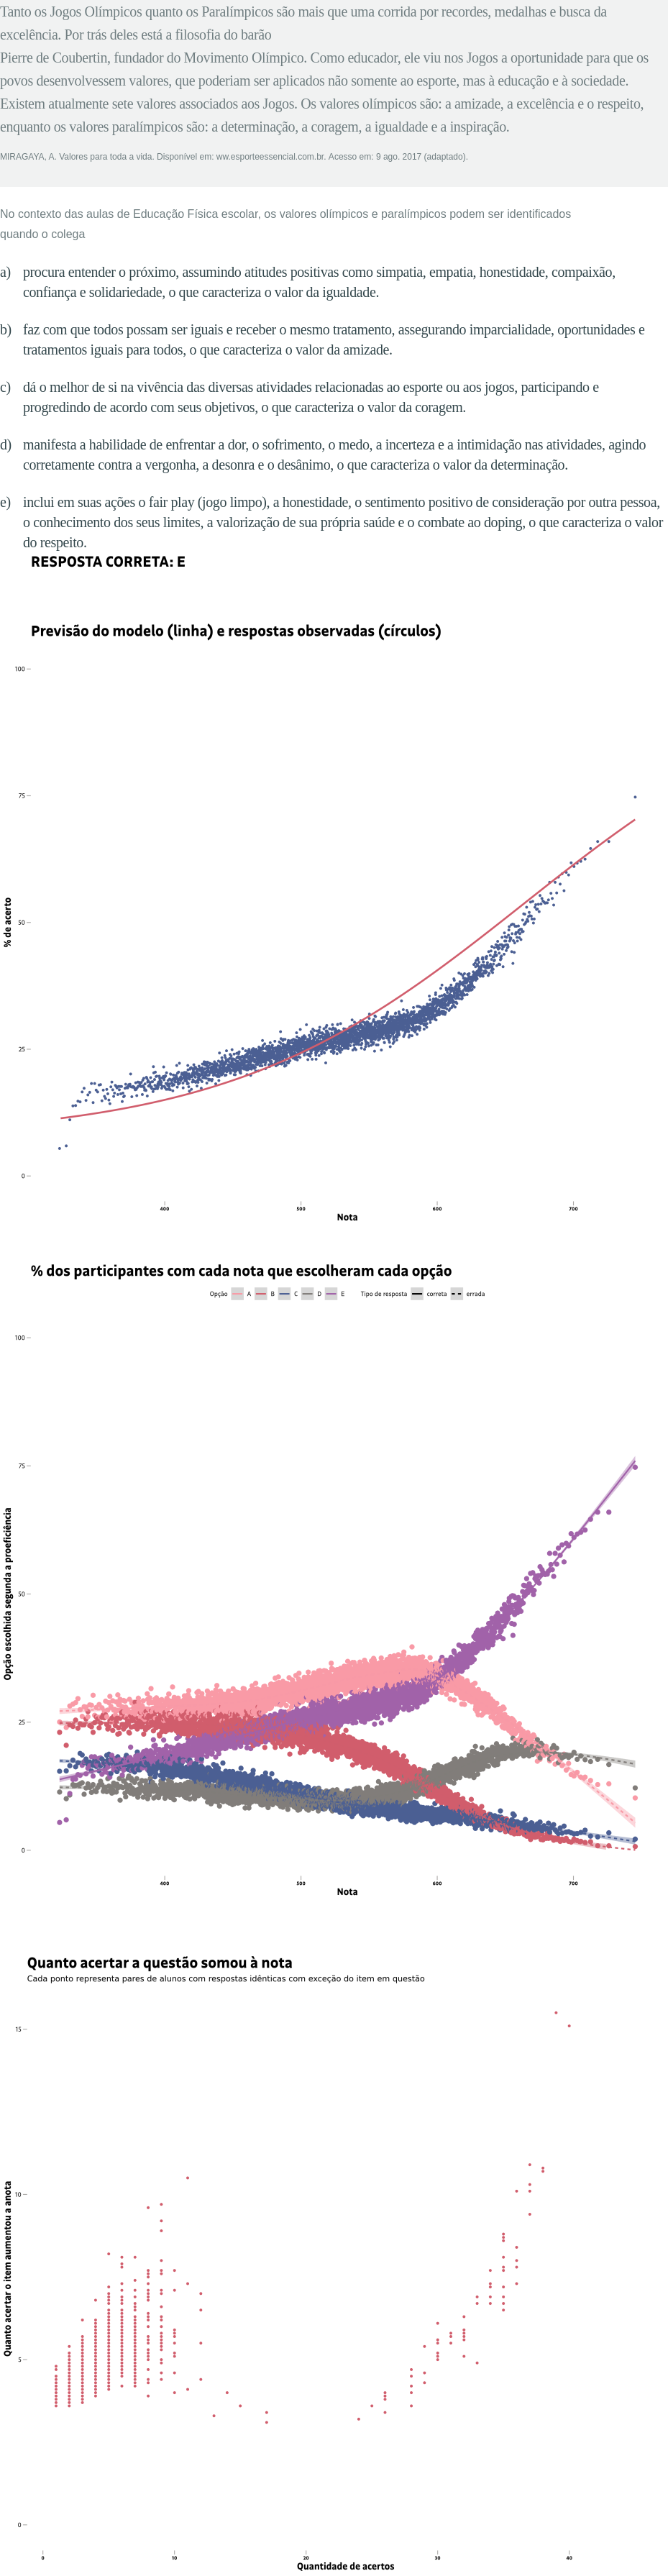 Tanto os Jogos Olímpicos quanto os Paralímpicos são mais que uma corrida por recordes, medalhas e busca da
excelência. Por trás deles está a filosofia do barão
Pierre de Coubertin, fundador do Movimento Olímpico. Como educador, ele viu nos Jogos a oportunidade para que os
povos desenvolvessem valores, que poderiam ser aplicados não somente ao esporte, mas à educação e à sociedade.
Existem atualmente sete valores associados aos Jogos. Os valores olímpicos são: a amizade, a excelência e o respeito,
enquanto os valores paralímpicos são: a determinação, a coragem, a igualdade e a inspiração.
MIRAGAYA, A. Valores para toda a vida. Disponível em: ww.esporteessencial.com.br. Acesso em: 9 ago. 2017 (adaptado).
No contexto das aulas de Educação Física escolar, os valores olímpicos e paralímpicos podem ser identificados
quando o colega
a) procura entender o próximo, assumindo atitudes positivas como simpatia, empatia, honestidade, compaixão,
confiança e solidariedade, o que caracteriza o valor da igualdade.
b) faz com que todos possam ser iguais e receber o mesmo tratamento, assegurando imparcialidade, oportunidades e
tratamentos iguais para todos, o que caracteriza o valor da amizade.
c) dá o melhor de si na vivência das diversas atividades relacionadas ao esporte ou aos jogos, participando e
progredindo de acordo com seus objetivos, o que caracteriza o valor da coragem.
d) manifesta a habilidade de enfrentar a dor, o sofrimento, o medo, a incerteza e a intimidação nas atividades, agindo
corretamente contra a vergonha, a desonra e o desânimo, o que caracteriza o valor da determinação.
e) inclui em suas ações o fair play (jogo limpo), a honestidade, o sentimento positivo de consideração por outra pessoa,
o conhecimento dos seus limites, a valorização de sua própria saúde e o combate ao doping, o que caracteriza o valor
do respeito.
RESPOSTA CORRETA: E
Previsão do modelo (linha) e respostas observadas (círculos)
100
75
50
25
0
% de acerto
400 500 600 700
Nota
% dos participantes com cada nota que escolheram cada opção
Opção A B C D E Tipo de resposta correta errada
100
75
50
25
0
Opção escolhida segunda a proeficiência
400 500 600 700
Nota
Quanto acertar a questão somou à nota
Cada ponto representa pares de alunos com respostas idênticas com exceção do item em questão
15
10
5
0
Quanto acertar o item aumentou a anota
0 10 20 30 40
Quantidade de acertos